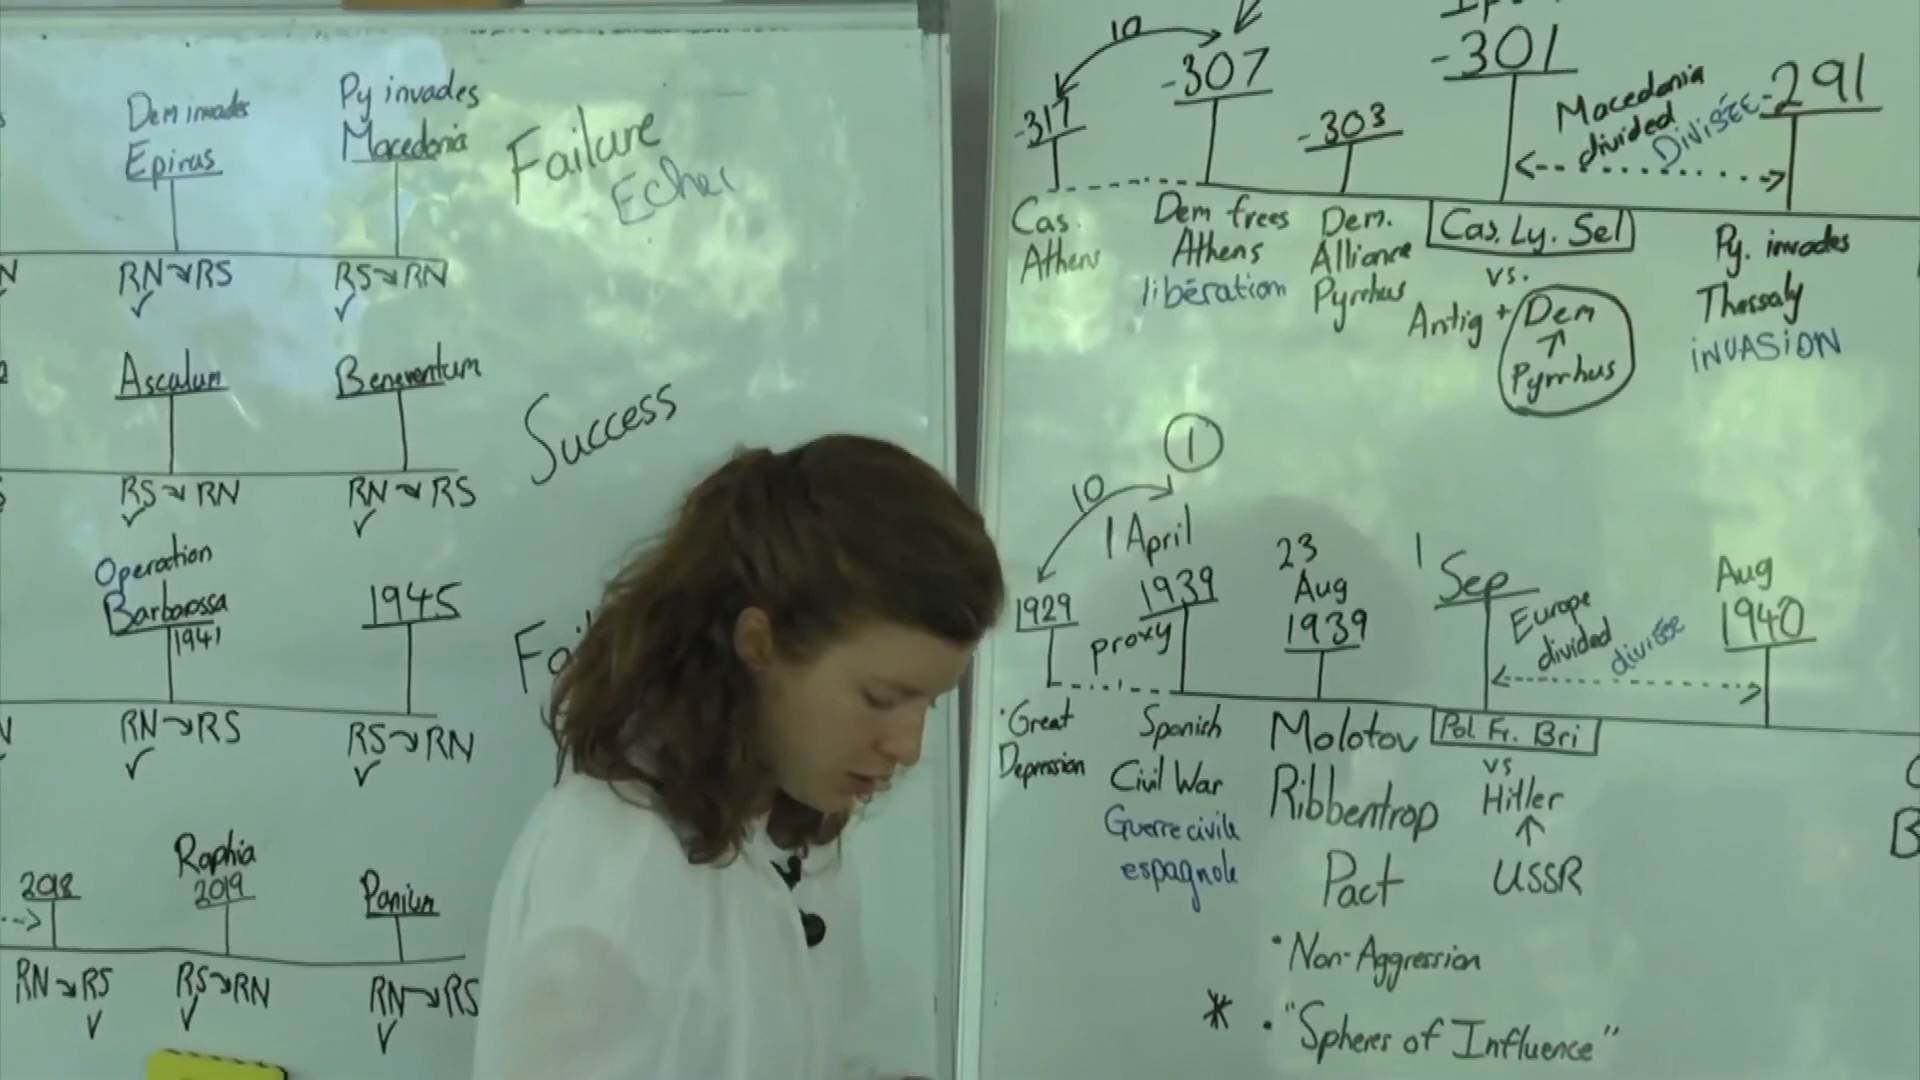 Dem invades
Epirus
Py invades
Macedonia
Failure
Echec
RN → RS
✓
RS → RN
✓
Ascalum
Beneventum
Success
RS → RN
✓
RN → RS
✓
Operation
Barbarossa
1941
1945
RN → RS
✓
RS → RN
✓
2018
Raphia
2019
Panium
RN → RS
✓
RS → RN
✓
RN → RS
✓
10
-317
-307
-303
-301
-291
Macedonia
divided
DIVISÉE
Cas.
Athens
Dem frees
Athens
libération
Dem.
Alliance
Pyrrhus
Cas. Ly. Sel
vs.
Antig + Dem
↑
Pyrrhus
Py. invades
Thessaly
INVASION
1
10
1929
proxy
1 April
1939
23
Aug
1939
1 Sep
Europe
divided
divisée
Aug
1940
Great
Depression
Spanish
Civil War
Guerre civile
espagnole
Molotov
Ribbentrop
Pact
Pol Fr. Bri
vs
Hitler
↑
USSR
• Non-Aggression
* • "Spheres of Influence"